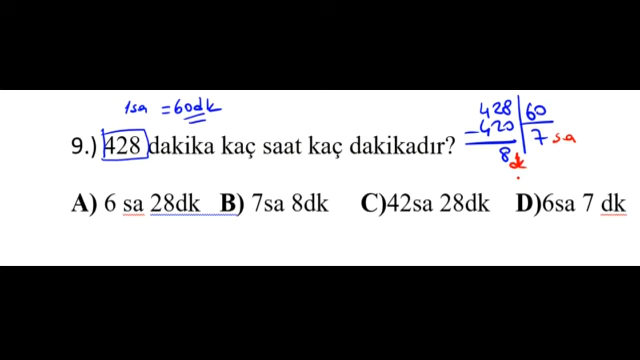 1sa = 60dk
428 | 60
- 420 | 7 sa
8 dk
9.) 428 dakika kaç saat kaç dakikadır?
A) 6 sa 28dk B) 7sa 8dk C)42sa 28dk D)6sa 7 dk